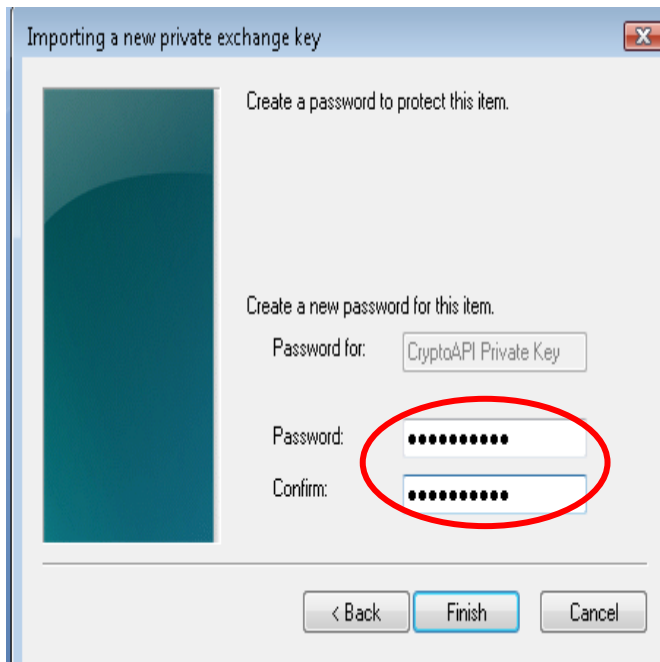 Importing a new private exchange key
Create a password to protect this item.
Create a new password for this item.
Password for: CryptoAPI Private Key
Password: ●●●●●●●●●●
Confirm: ●●●●●●●●●●
< Back Finish Cancel